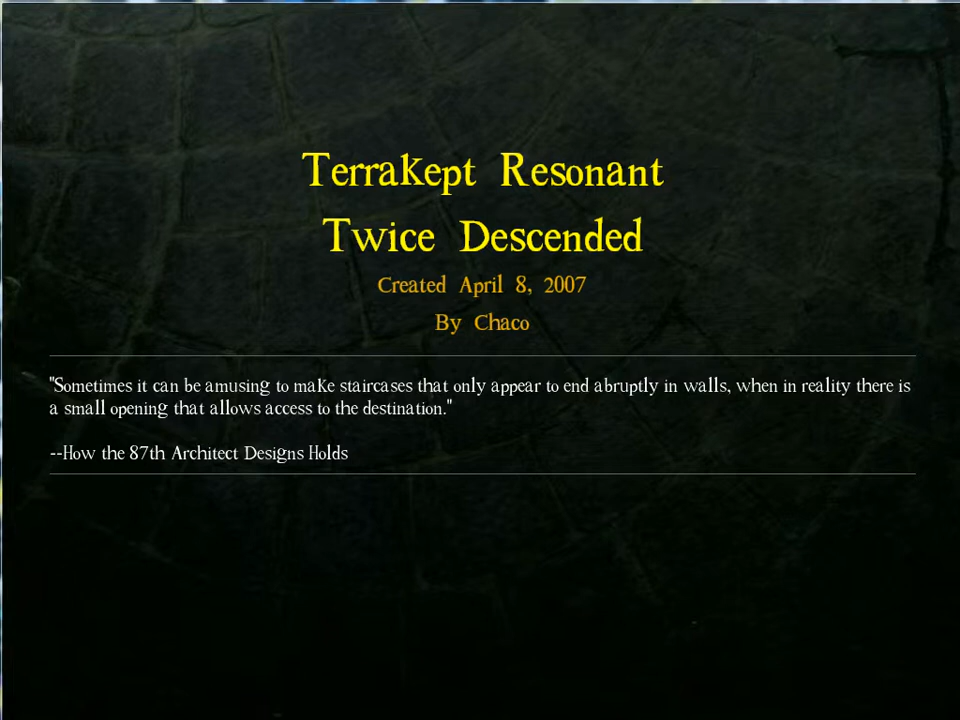 Terrakept Resonant
Twice Descended
Created April 8, 2007
By Chaco
"Sometimes it can be amusing to make staircases that only appear to end abruptly in walls, when in reality there is
a small opening that allows access to the destination."
--How the 87th Architect Designs Holds